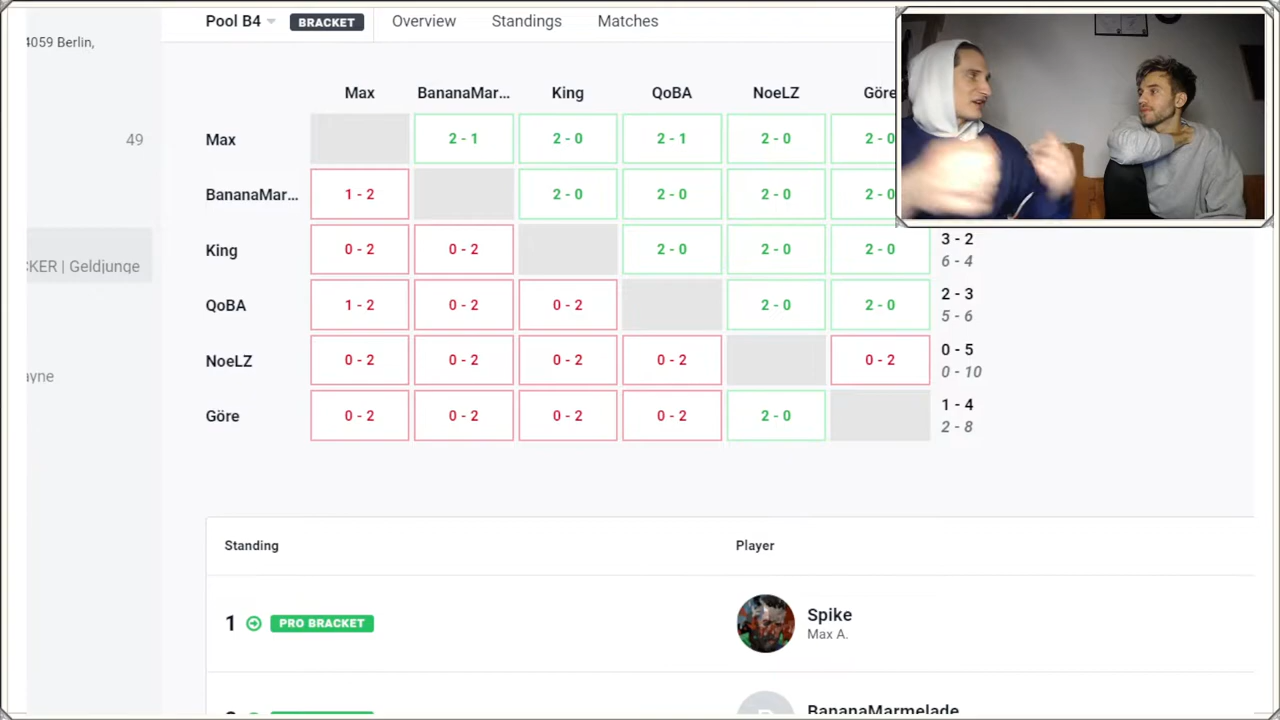 Pool B4 BRACKET Overview Standings Matches
4059 Berlin,
Max BananaMar... King QoBA NoeLZ Göre
49
Max 2 - 1 2 - 0 2 - 1 2 - 0 2 - 0
BananaMar... 1 - 2 2 - 0 2 - 0 2 - 0 2 - 0
King 0 - 2 0 - 2 2 - 0 2 - 0 2 - 0 3 - 2
6 - 4
CKER | Geldjunge
QoBA 1 - 2 0 - 2 0 - 2 2 - 0 2 - 0 2 - 3
5 - 6
NoeLZ 0 - 2 0 - 2 0 - 2 0 - 2 0 - 2 0 - 5
0 - 10
ayne
Göre 0 - 2 0 - 2 0 - 2 0 - 2 2 - 0 1 - 4
2 - 8
Standing Player
1 PRO BRACKET Spike
Max A.
BananaMarmelade